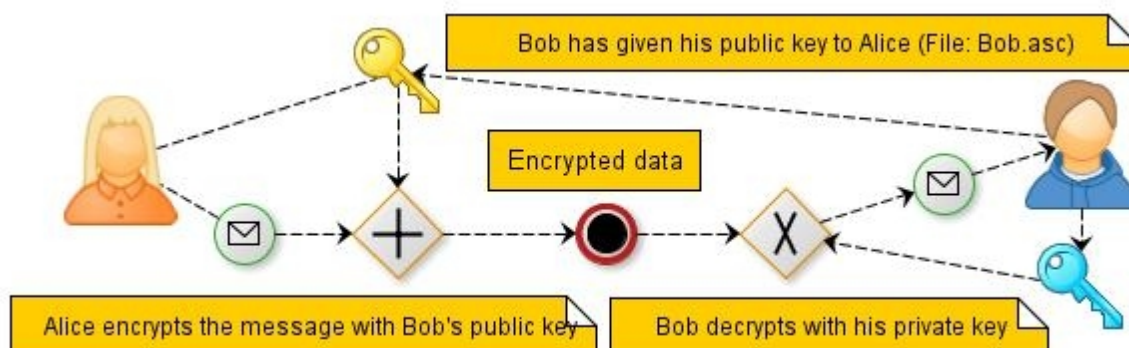 Bob has given his public key to Alice (File: Bob.asc)
Encrypted data
Alice encrypts the message with Bob's public key
Bob decrypts with his private key